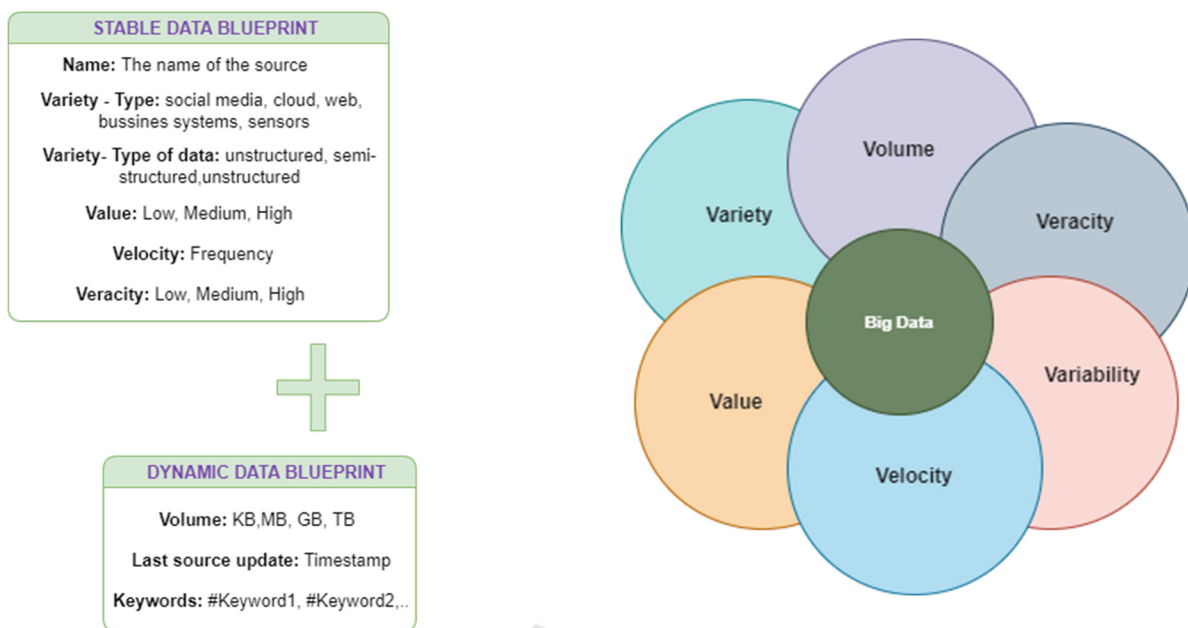 STABLE DATA BLUEPRINT
Name: The name of the source
Variety - Type: social media, cloud, web,
bussines systems, sensors
Variety- Type of data: unstructured, semi-
structured,unstructured
Value: Low, Medium, High
Velocity: Frequency
Veracity: Low, Medium, High
DYNAMIC DATA BLUEPRINT
Volume: KB,MB, GB, TB
Last source update: Timestamp
Keywords: #Keyword1, #Keyword2,..
Volume
Variety
Veracity
Big Data
Variability
Value
Velocity